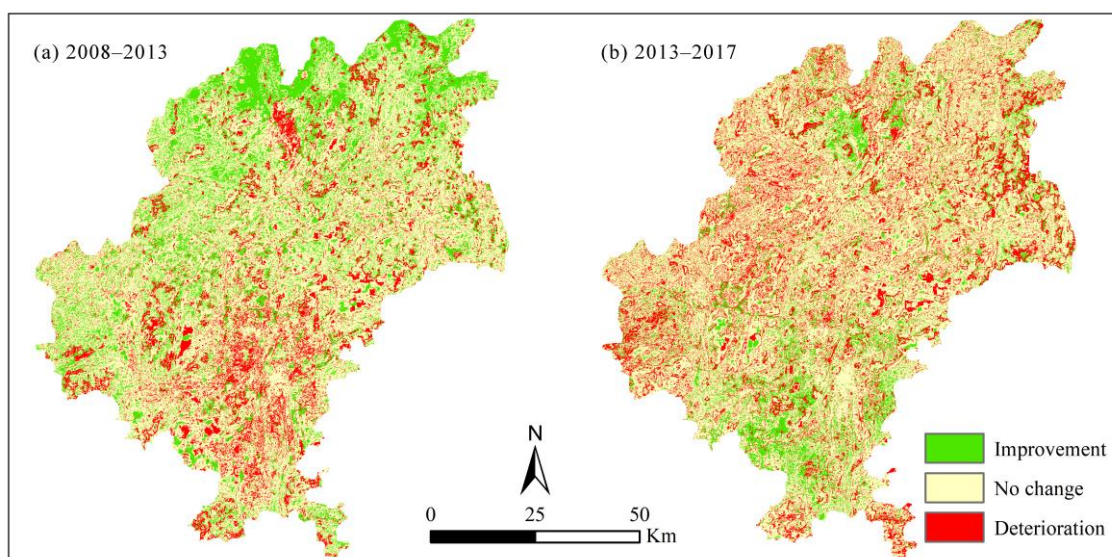 (a) 2008–2013
(b) 2013–2017
N
0 25 50
Km
Improvement
No change
Deterioration